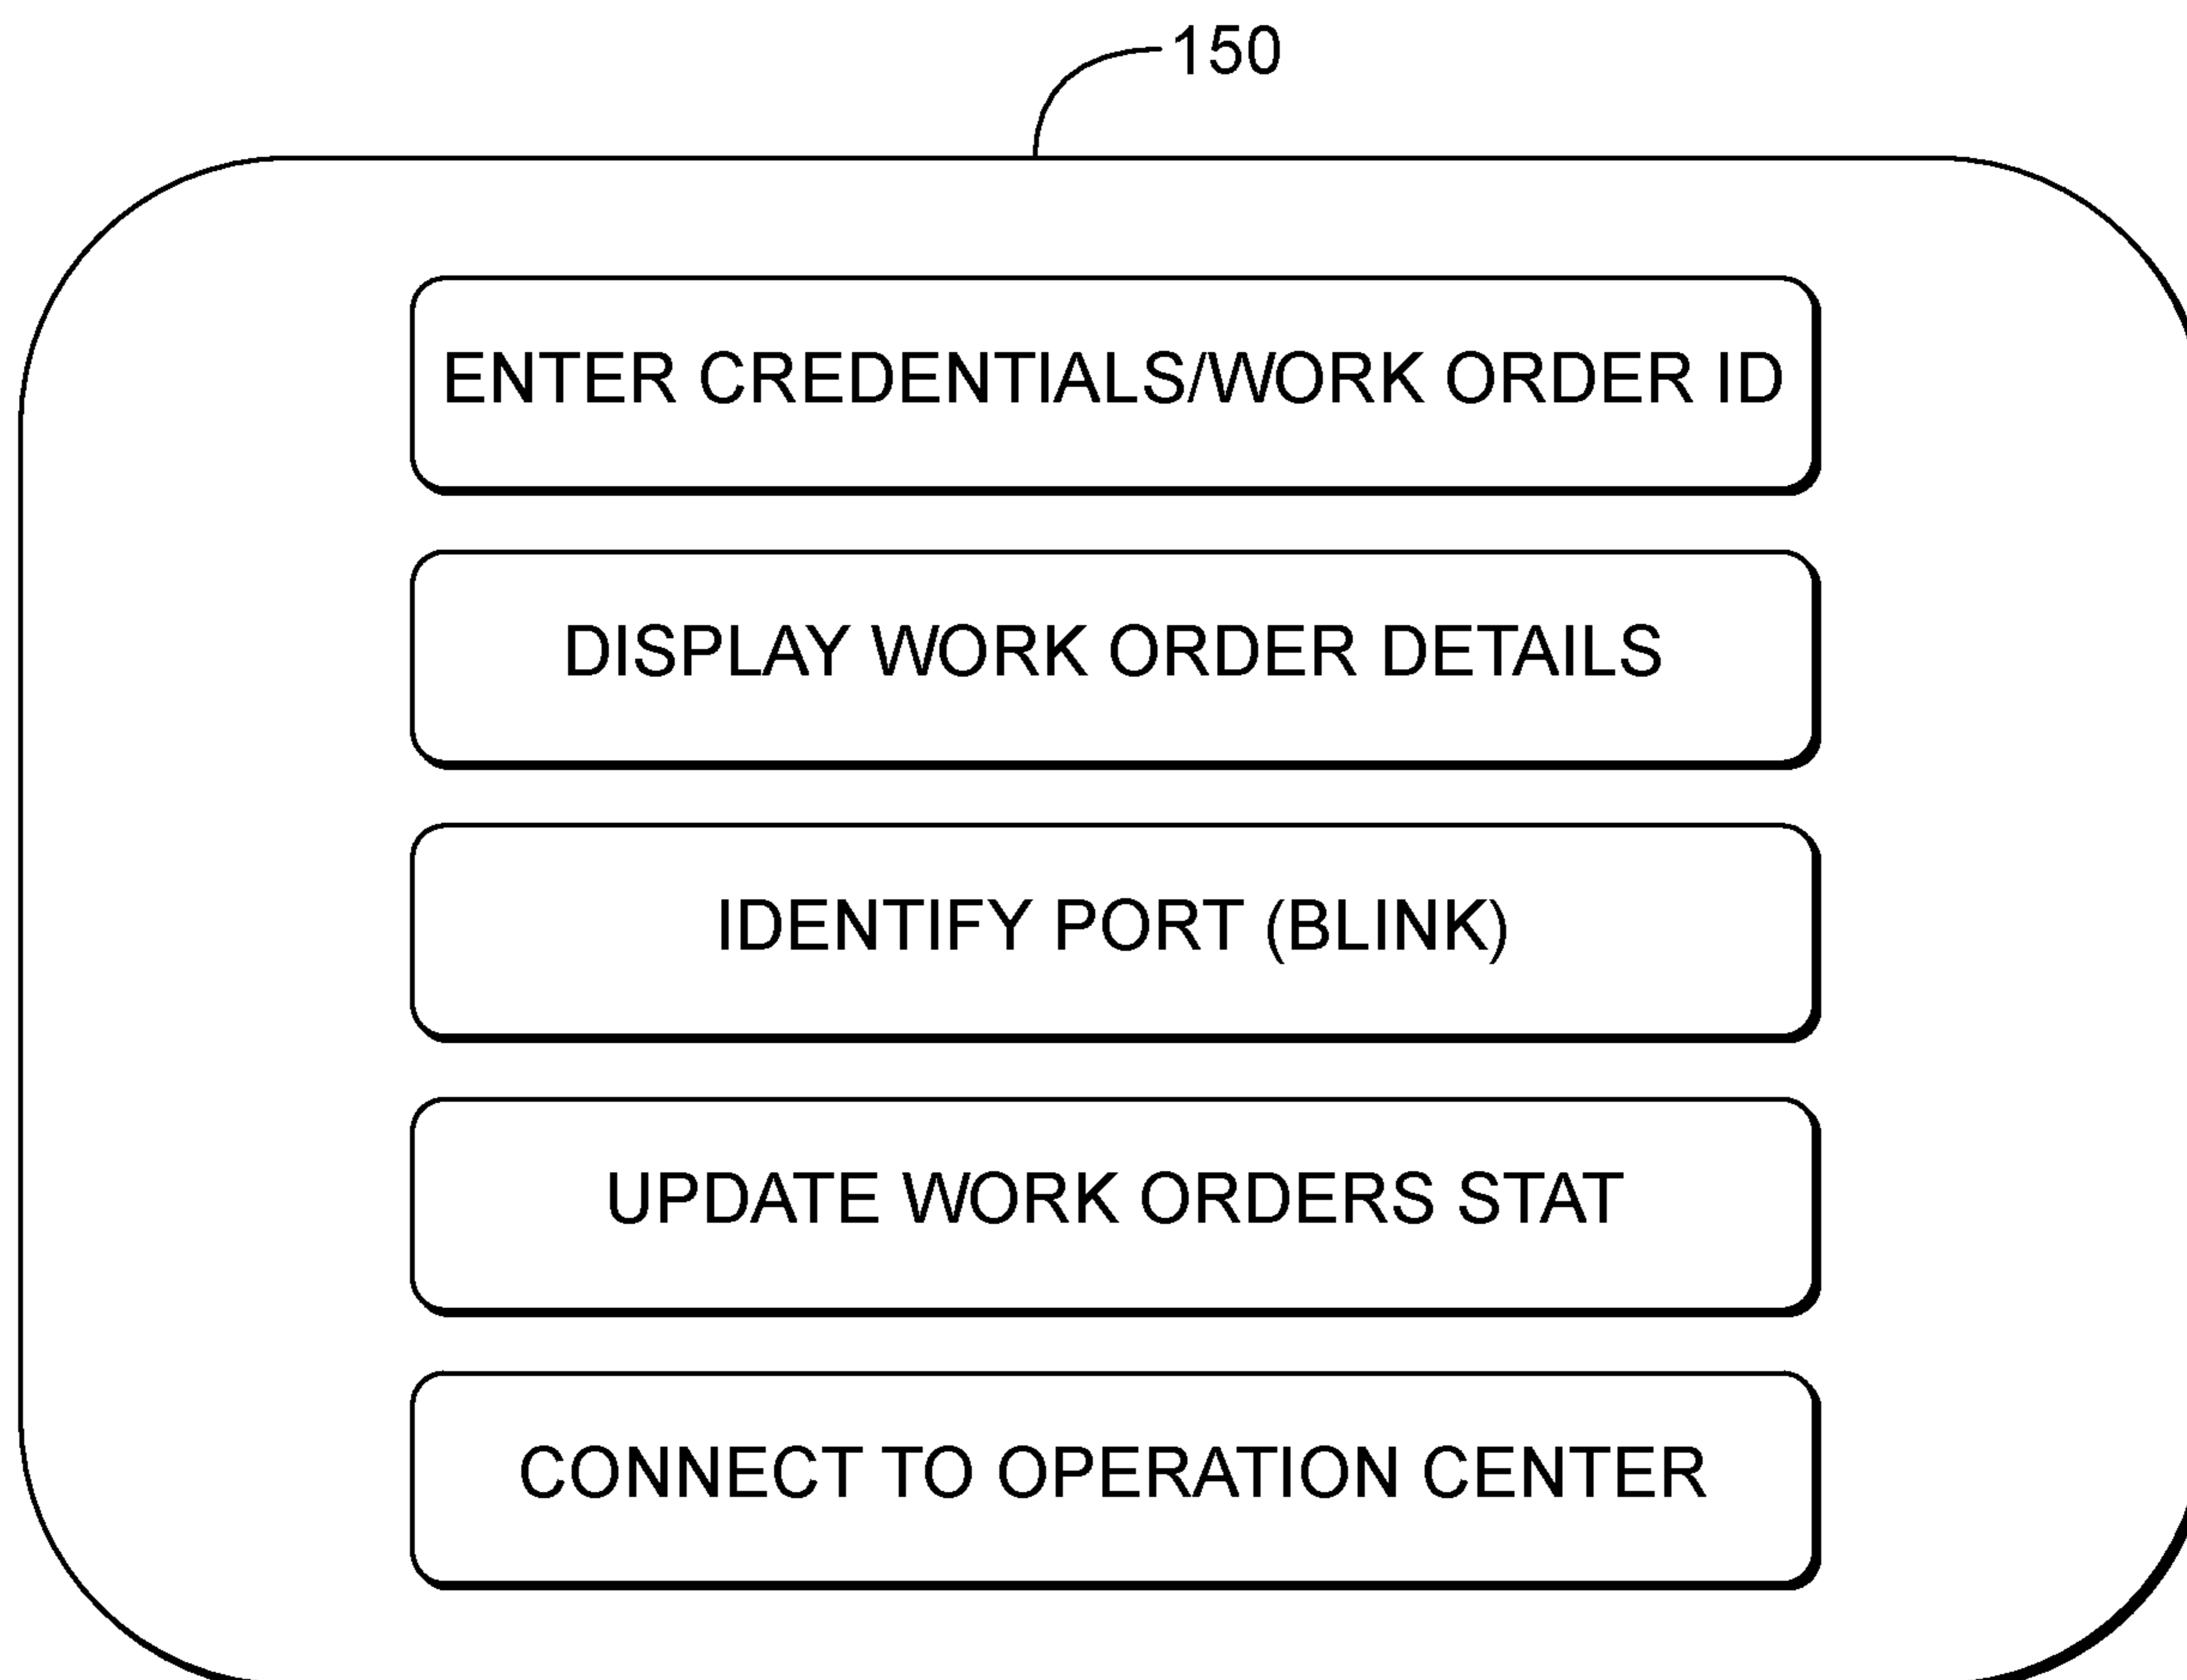 150
ENTER CREDENTIALS/WORK ORDER ID
DISPLAY WORK ORDER DETAILS
IDENTIFY PORT (BLINK)
UPDATE WORK ORDERS STAT
CONNECT TO OPERATION CENTER